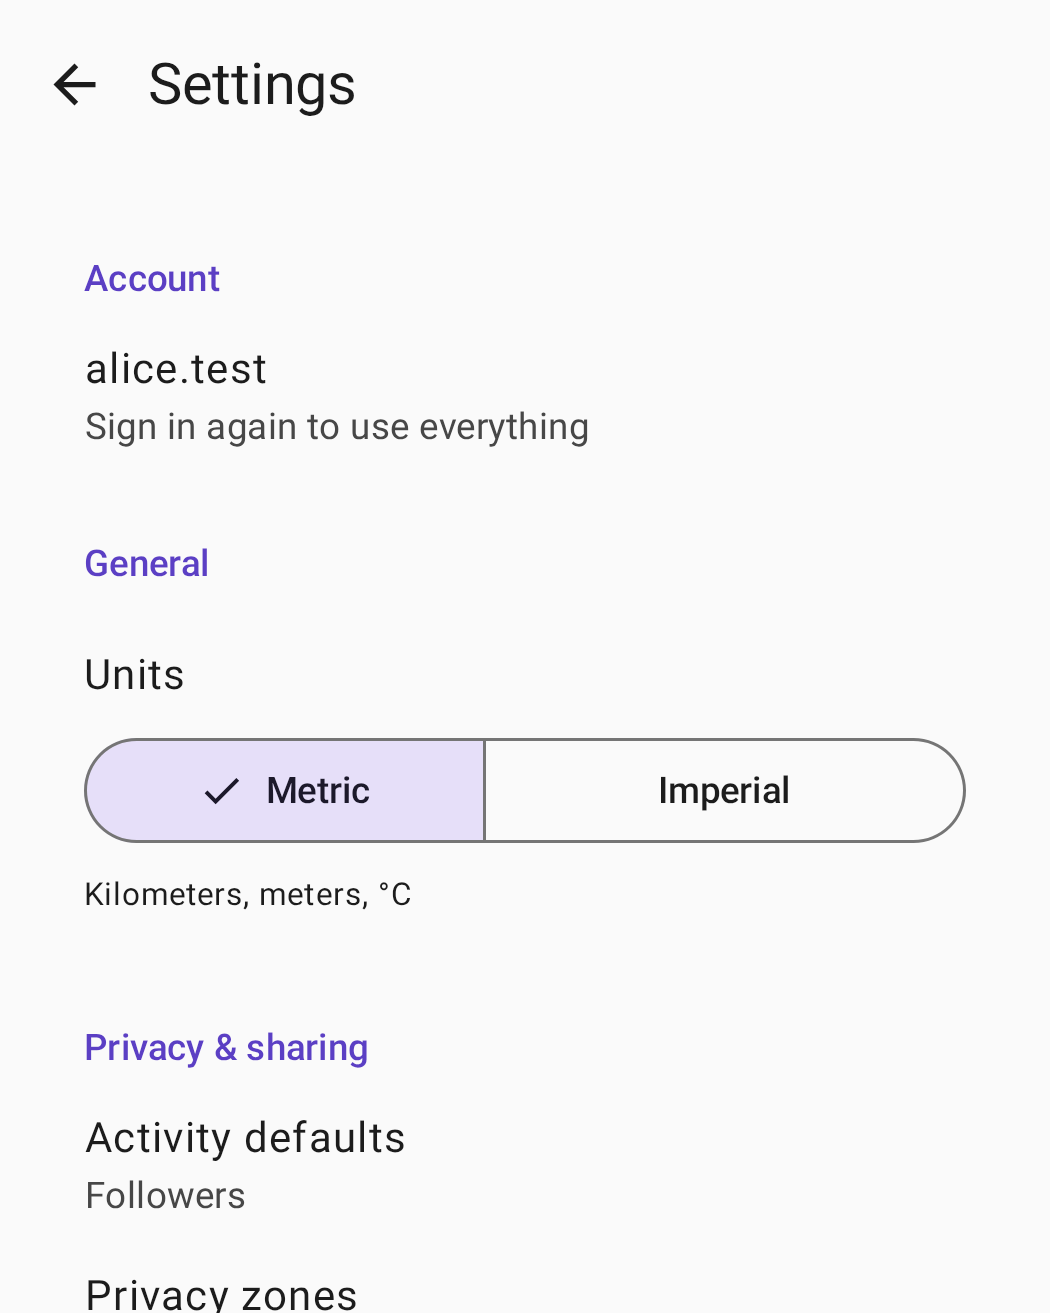 Settings
Account
alice.test
Sign in again to use everything
General
Units
Metric
Imperial
Kilometers, meters, °C
Privacy & sharing
Activity defaults
Followers
Privacy zones